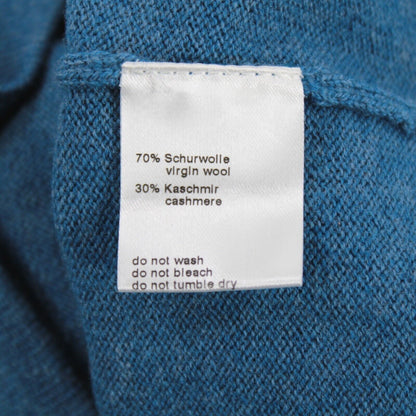 70% Schurwolle
virgin wool
30% Kaschmir
cashmere
do not wash
do not bleach
do not tumble dry